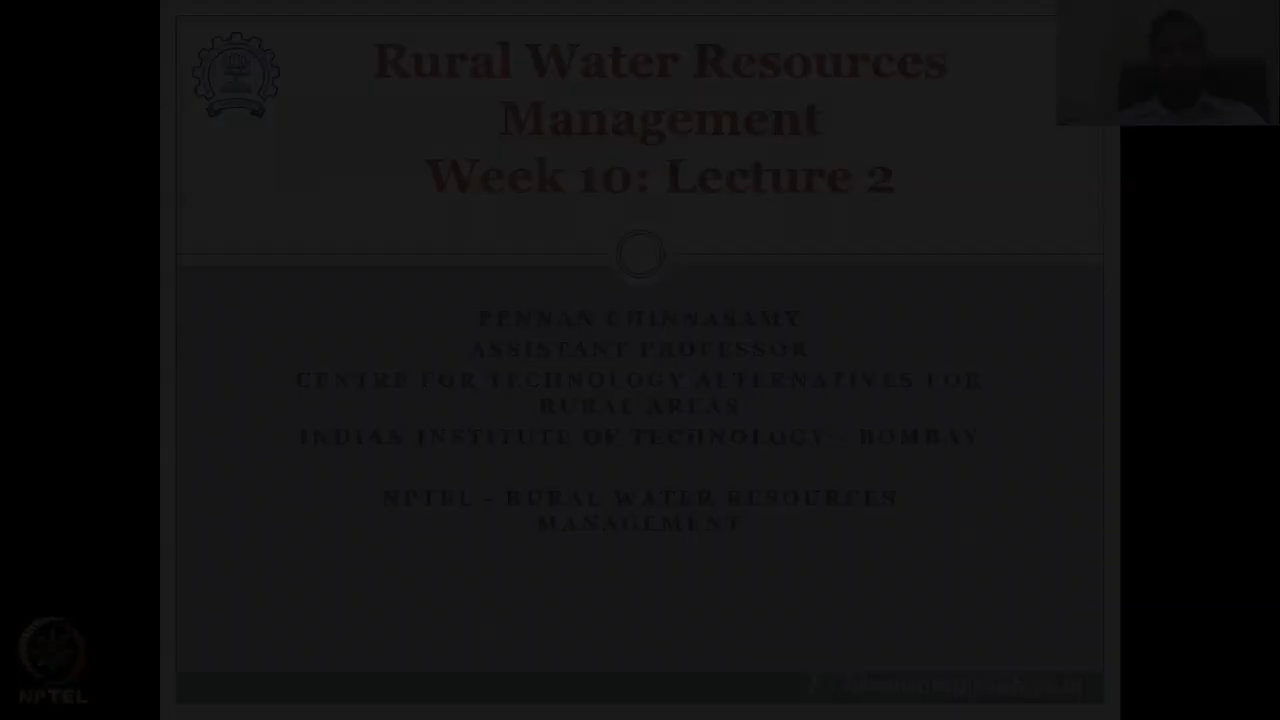 Rural Water Resources
Management
Week 10: Lecture 2
PENNAN CHINNASAMY
ASSISTANT PROFESSOR
CENTRE FOR TECHNOLOGY ALTERNATIVES FOR
RURAL AREAS
INDIAN INSTITUTE OF TECHNOLOGY - BOMBAY
NPTEL - RURAL WATER RESOURCES
MANAGEMENT
NPTEL